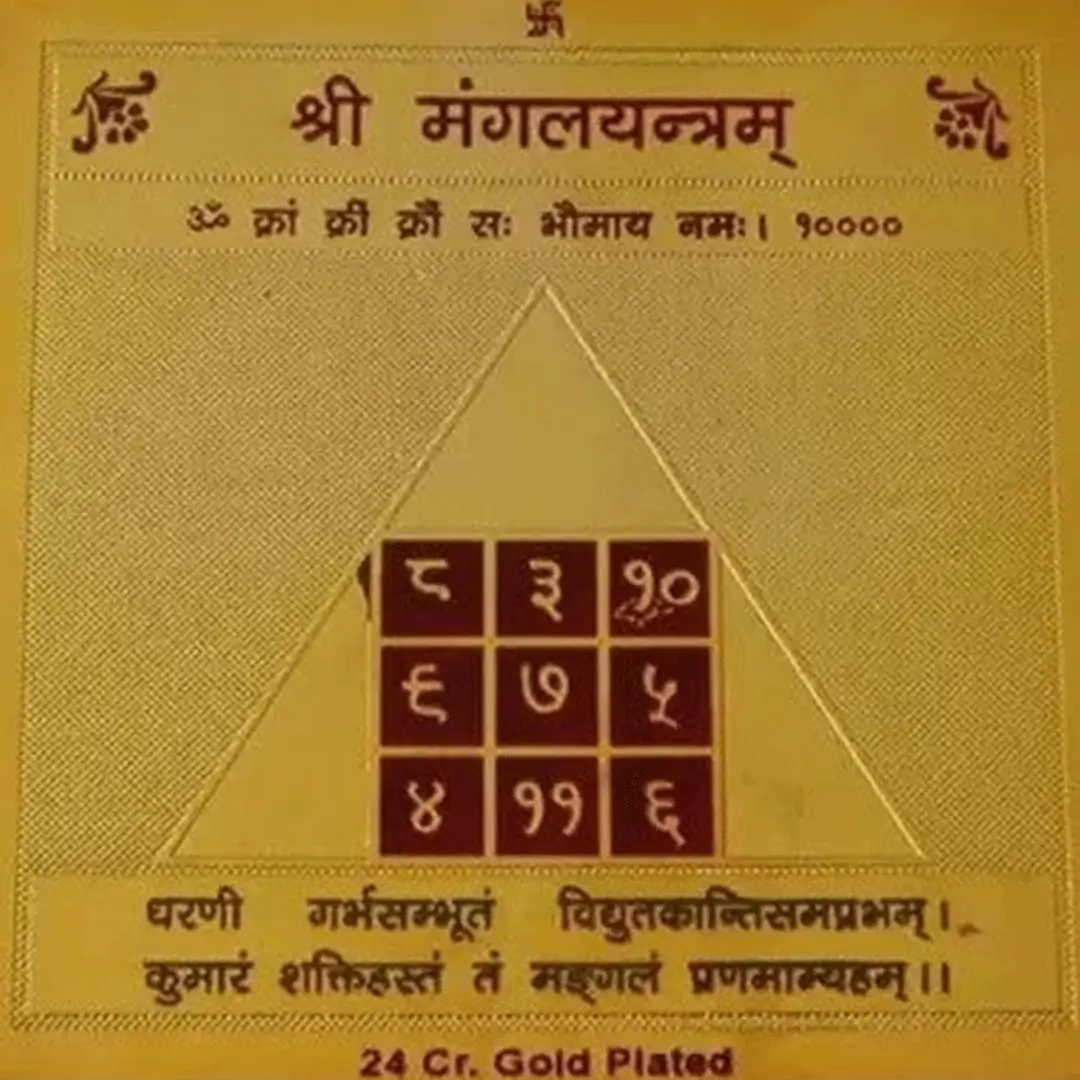 श्री मंगलयन्त्रम्
ॐ क्रां क्रीं क्रौं सः भौमाय नमः। १००००
८ ३ १०
९ ७ ५
४ ११ ६
धरणी गर्भसम्भूतं विद्युतकान्तिसमप्रभम्।
कुमारं शक्तिहस्तं तं मङ्गलं प्रणमाम्यहम्।।
24 Cr. Gold Plated